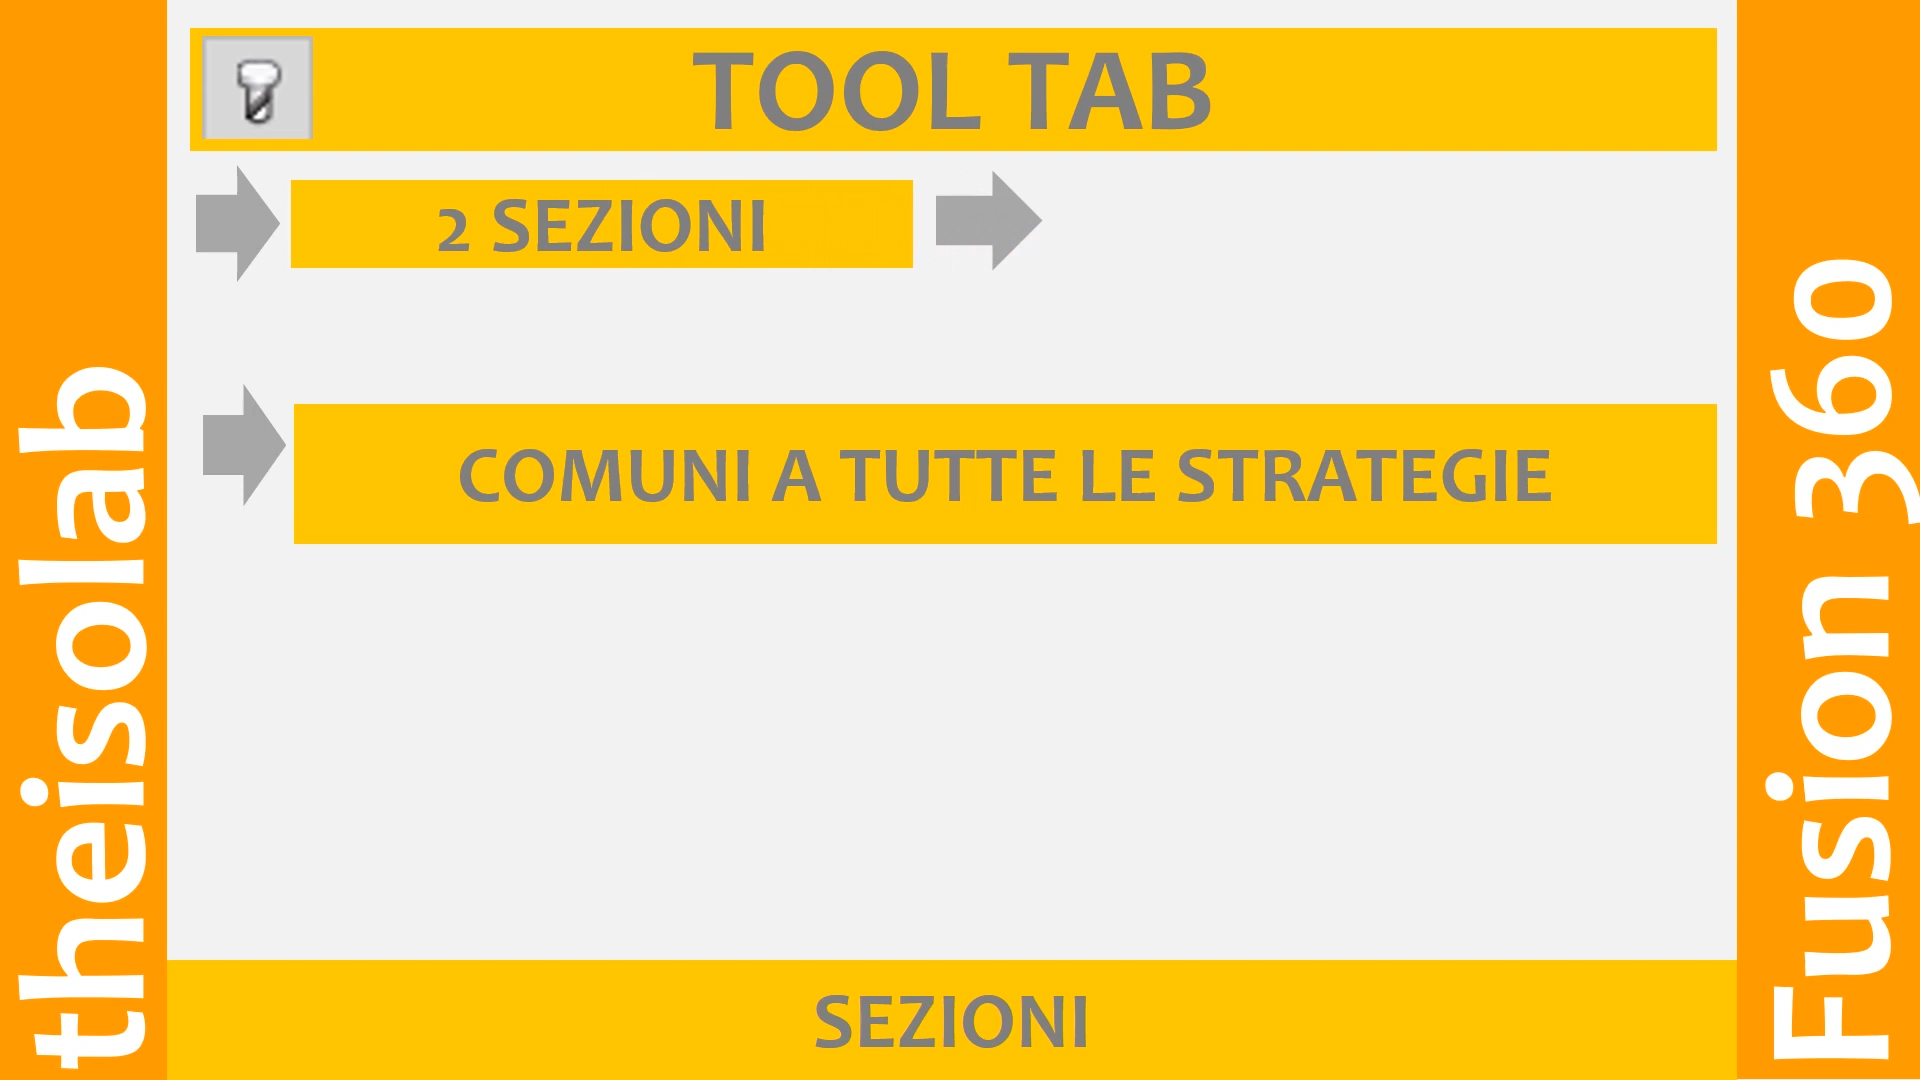 TOOL TAB
2 SEZIONI
COMUNI A TUTTE LE STRATEGIE
SEZIONI
theisolab
Fusion 360